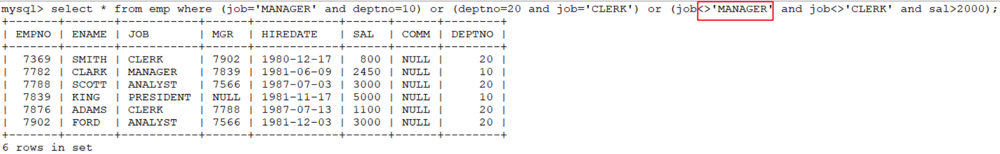 mysql> select * from emp where (job='MANAGER' and deptno=10) or (deptno=20 and job='CLERK') or (job<>'MANAGER' and job<>'CLERK' and sal>2000);
+-------+-------+-----------+------+------------+------+------+--------+
| EMPNO | ENAME | JOB       | MGR  | HIREDATE   | SAL  | COMM | DEPTNO |
+-------+-------+-----------+------+------------+------+------+--------+
|  7369 | SMITH | CLERK     | 7902 | 1980-12-17 |  800 | NULL |     20 |
|  7782 | CLARK | MANAGER   | 7839 | 1981-06-09 | 2450 | NULL |     10 |
|  7788 | SCOTT | ANALYST   | 7566 | 1987-07-03 | 3000 | NULL |     20 |
|  7839 | KING  | PRESIDENT | NULL | 1981-11-17 | 5000 | NULL |     10 |
|  7876 | ADAMS | CLERK     | 7788 | 1987-07-13 | 1100 | NULL |     20 |
|  7902 | FORD  | ANALYST   | 7566 | 1981-12-03 | 3000 | NULL |     20 |
+-------+-------+-----------+------+------------+------+------+--------+
6 rows in set